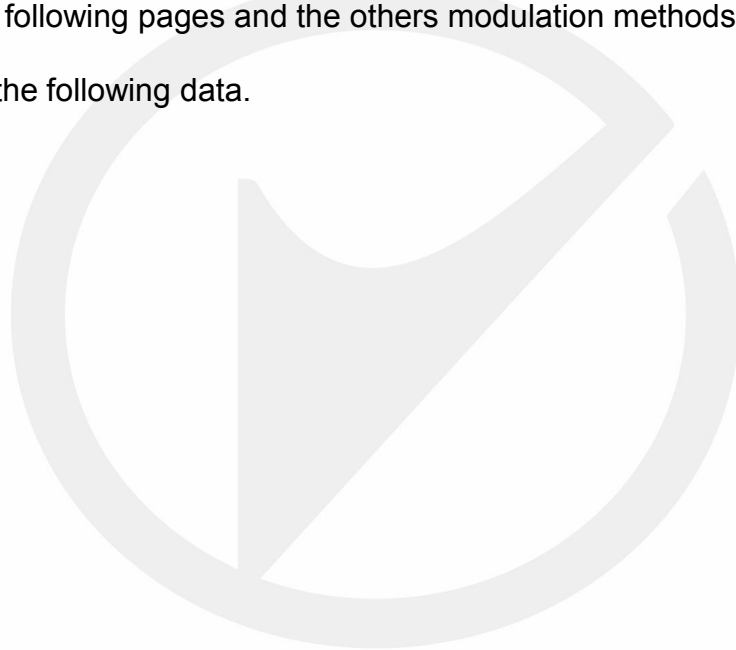 following pages and the others modulation methods
the following data.